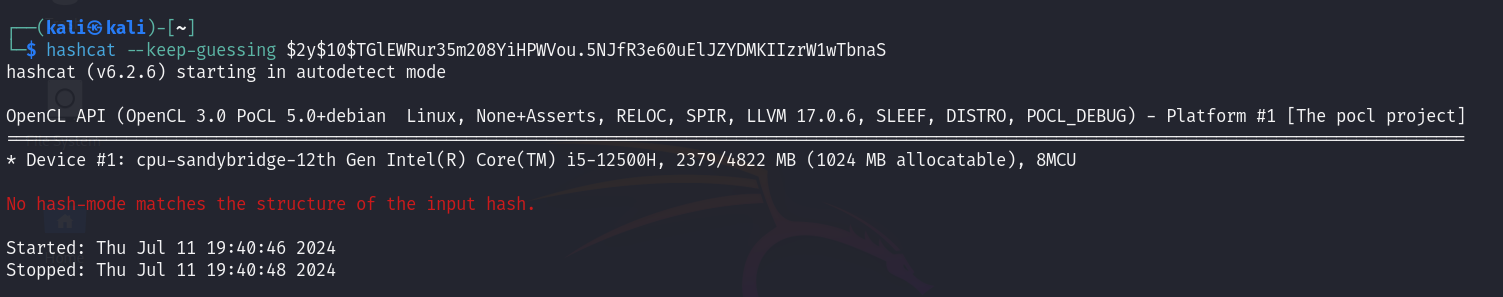 ┌──(kali㉿kali)-[~]
└─$ hashcat --keep-guessing $2y$10$TGlEWRur35m208YiHPWVou.5NJfR3e60uElJZYDMKIIzrW1wTbnaS
hashcat (v6.2.6) starting in autodetect mode
OpenCL API (OpenCL 3.0 PoCL 5.0+debian  Linux, None+Asserts, RELOC, SPIR, LLVM 17.0.6, SLEEF, DISTRO, POCL_DEBUG) - Platform #1 [The pocl project]
==================================================================================================================================================
* Device #1: cpu-sandybridge-12th Gen Intel(R) Core(TM) i5-12500H, 2379/4822 MB (1024 MB allocatable), 8MCU
No hash-mode matches the structure of the input hash.
Started: Thu Jul 11 19:40:46 2024
Stopped: Thu Jul 11 19:40:48 2024